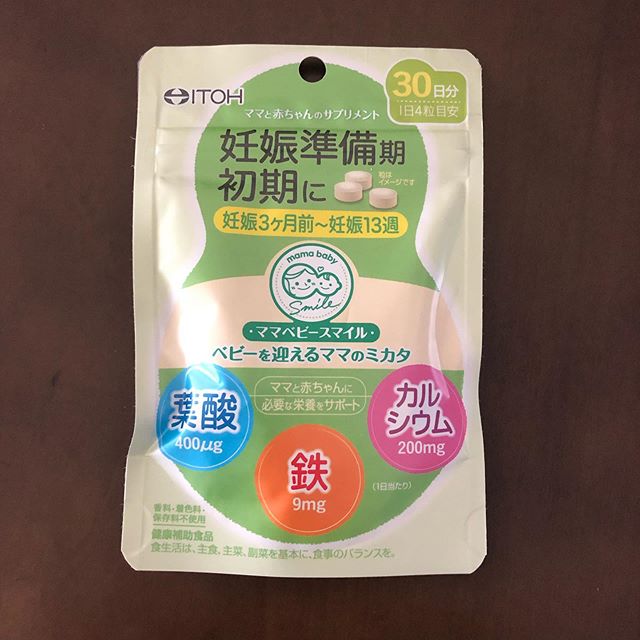 ITOH
30日分
1日4粒目安
ママと赤ちゃんのサプリメント
妊娠準備期
初期に
粒は
イメージです
妊娠3ヶ月前～妊娠13週
mama baby
Smile
・ママベビースマイル・
ベビーを迎えるママのミカタ
葉酸
400μg
ママと赤ちゃんに
必要な栄養をサポート
カル
シウム
200mg
鉄
9mg
(1日当たり)
香料・着色料・
保存料不使用
健康補助食品
食生活は、主食、主菜、副菜を基本に、食事のバランスを。